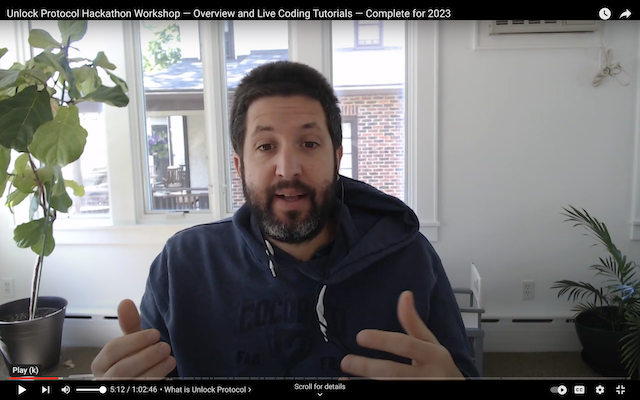 Unlock Protocol Hackathon Workshop — Overview and Live Coding Tutorials — Complete for 2023
Play (k)
5:12 / 1:02:46 • What is Unlock Protocol ›
Scroll for details